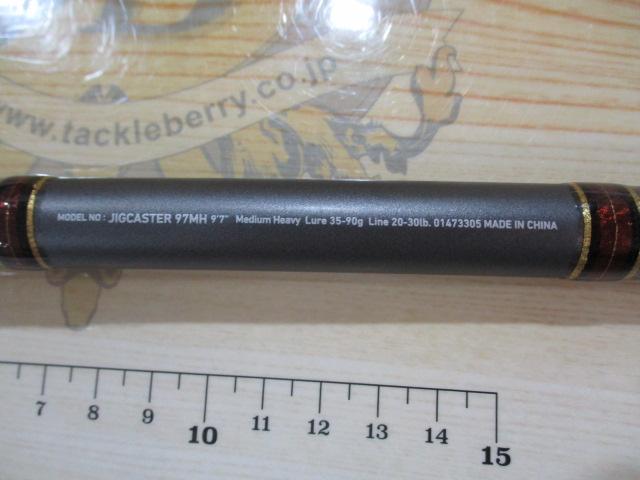 www.tackleberry.co.jp
MODEL NO : JIGCASTER 97MH 9'7" Medium Heavy Lure 35-90g Line 20-30lb. 01473305 MADE IN CHINA
7 8 9 10 11 12 13 14 15